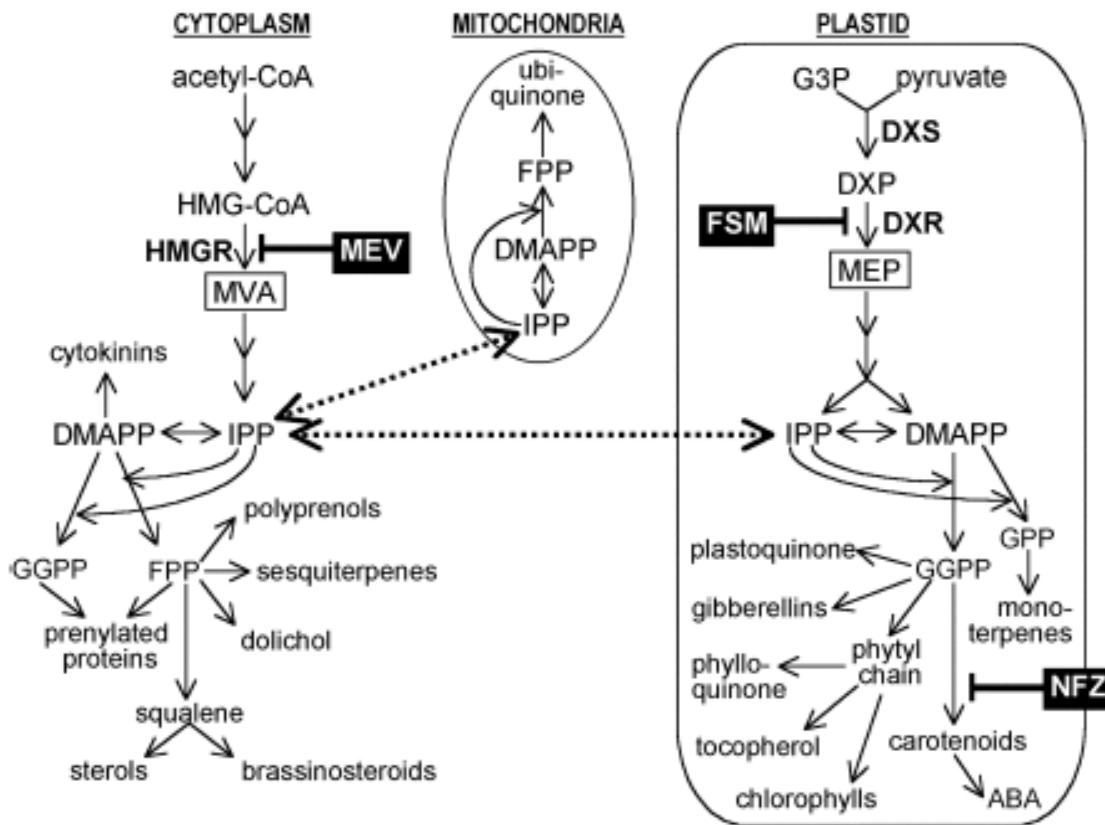 CYTOPLASM
acetyl-CoA
HMG-CoA
HMGR
MEV
MVA
cytokinins
DMAPP
IPP
polyprenols
GGPP
FPP
sesquiterpenes
prenylated
proteins
dolichol
squalene
sterols
brassinosteroids
MITOCHONDRIA
ubi-
quinone
FPP
DMAPP
IPP
PLASTID
G3P
pyruvate
DXS
DXP
FSM
DXR
MEP
IPP
DMAPP
GPP
plastoquinone
GGPP
gibberellins
mono-
terpenes
phytyl
chain
phyllo-
quinone
NFZ
tocopherol
carotenoids
chlorophylls
ABA